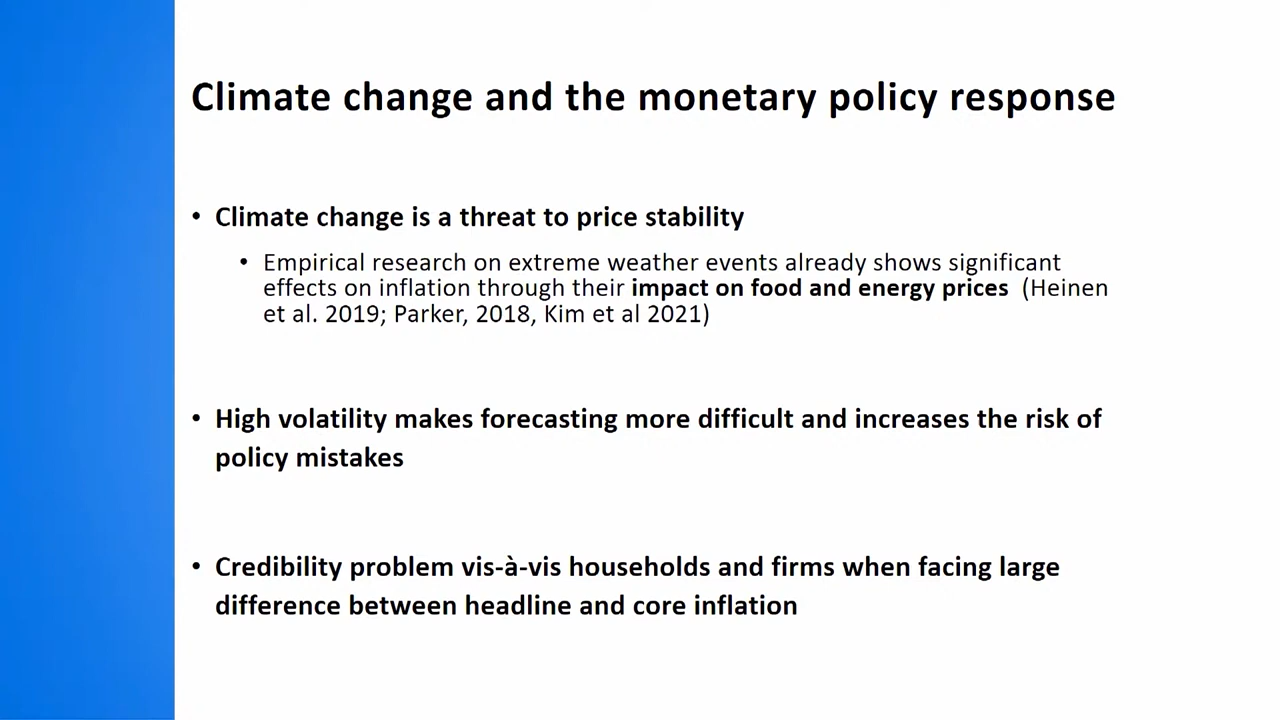 Climate change and the monetary policy response
• Climate change is a threat to price stability
• Empirical research on extreme weather events already shows significant
effects on inflation through their impact on food and energy prices (Heinen
et al. 2019; Parker, 2018, Kim et al 2021)
• High volatility makes forecasting more difficult and increases the risk of
policy mistakes
• Credibility problem vis-à-vis households and firms when facing large
difference between headline and core inflation